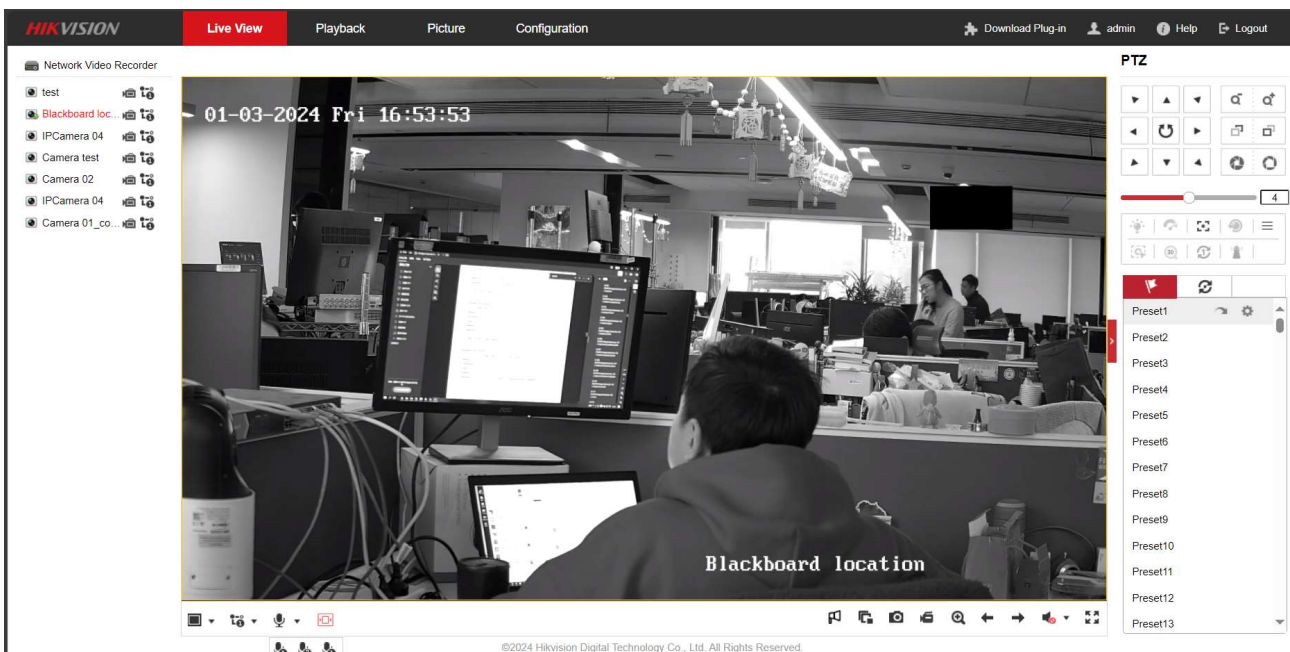 HIKVISION
Live View
Playback
Picture
Configuration
Download Plug-in
admin
Help
Logout
Network Video Recorder
test
Blackboard loc...
IPCamera 04
Camera test
Camera 02
IPCamera 04
Camera 01_co...
01-03-2024 Fri 16:53:53
AOC
Blackboard location
PTZ
4
3D
Preset1
Preset2
Preset3
Preset4
Preset5
Preset6
Preset7
Preset8
Preset9
Preset10
Preset11
Preset12
Preset13
©2024 Hikvision Digital Technology Co., Ltd. All Rights Reserved.